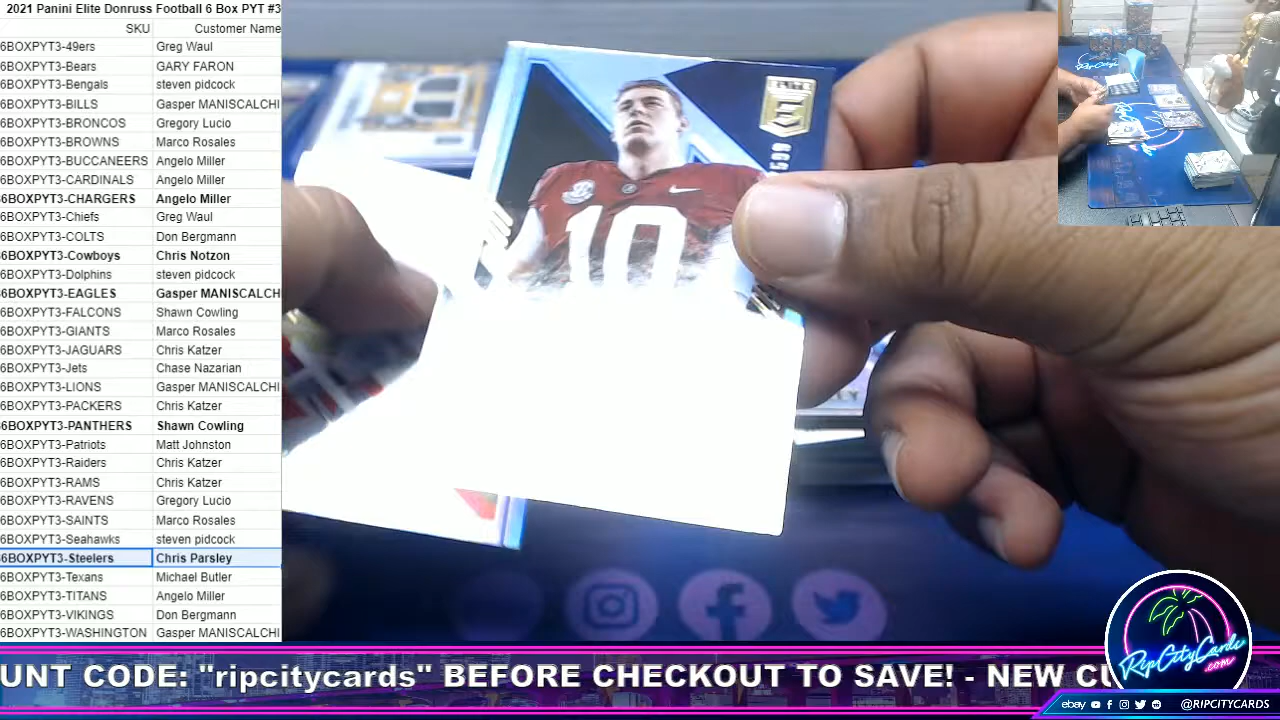 2021 Panini Elite Donruss Football 6 Box PYT #3
SKU Customer Name
6BOXPYT3-49ers Greg Waul
6BOXPYT3-Bears GARY FARON
6BOXPYT3-Bengals steven pidcock
6BOXPYT3-BILLS Gasper MANISCALCHI
6BOXPYT3-BRONCOS Gregory Lucio
6BOXPYT3-BROWNS Marco Rosales
6BOXPYT3-BUCCANEERS Angelo Miller
6BOXPYT3-CARDINALS Angelo Miller
6BOXPYT3-CHARGERS Angelo Miller
6BOXPYT3-Chiefs Greg Waul
6BOXPYT3-COLTS Don Bergmann
6BOXPYT3-Cowboys Chris Notzon
6BOXPYT3-Dolphins steven pidcock
6BOXPYT3-EAGLES Gasper MANISCALCH
6BOXPYT3-FALCONS Shawn Cowling
6BOXPYT3-GIANTS Marco Rosales
6BOXPYT3-JAGUARS Chris Katzer
6BOXPYT3-Jets Chase Nazarian
6BOXPYT3-LIONS Gasper MANISCALCHI
6BOXPYT3-PACKERS Chris Katzer
6BOXPYT3-PANTHERS Shawn Cowling
6BOXPYT3-Patriots Matt Johnston
6BOXPYT3-Raiders Chris Katzer
6BOXPYT3-RAMS Chris Katzer
6BOXPYT3-RAVENS Gregory Lucio
6BOXPYT3-SAINTS Marco Rosales
6BOXPYT3-Seahawks steven pidcock
6BOXPYT3-Steelers Chris Parsley
6BOXPYT3-Texans Michael Butler
6BOXPYT3-TITANS Angelo Miller
6BOXPYT3-VIKINGS Don Bergmann
6BOXPYT3-WASHINGTON Gasper MANISCALCHI
ELITE
10
UNT CODE: "ripcitycards " BEFORE CHECKOUT TO SAVE! - NEW CU
RipCityCards
.com
ebay @RIPCITYCARDS